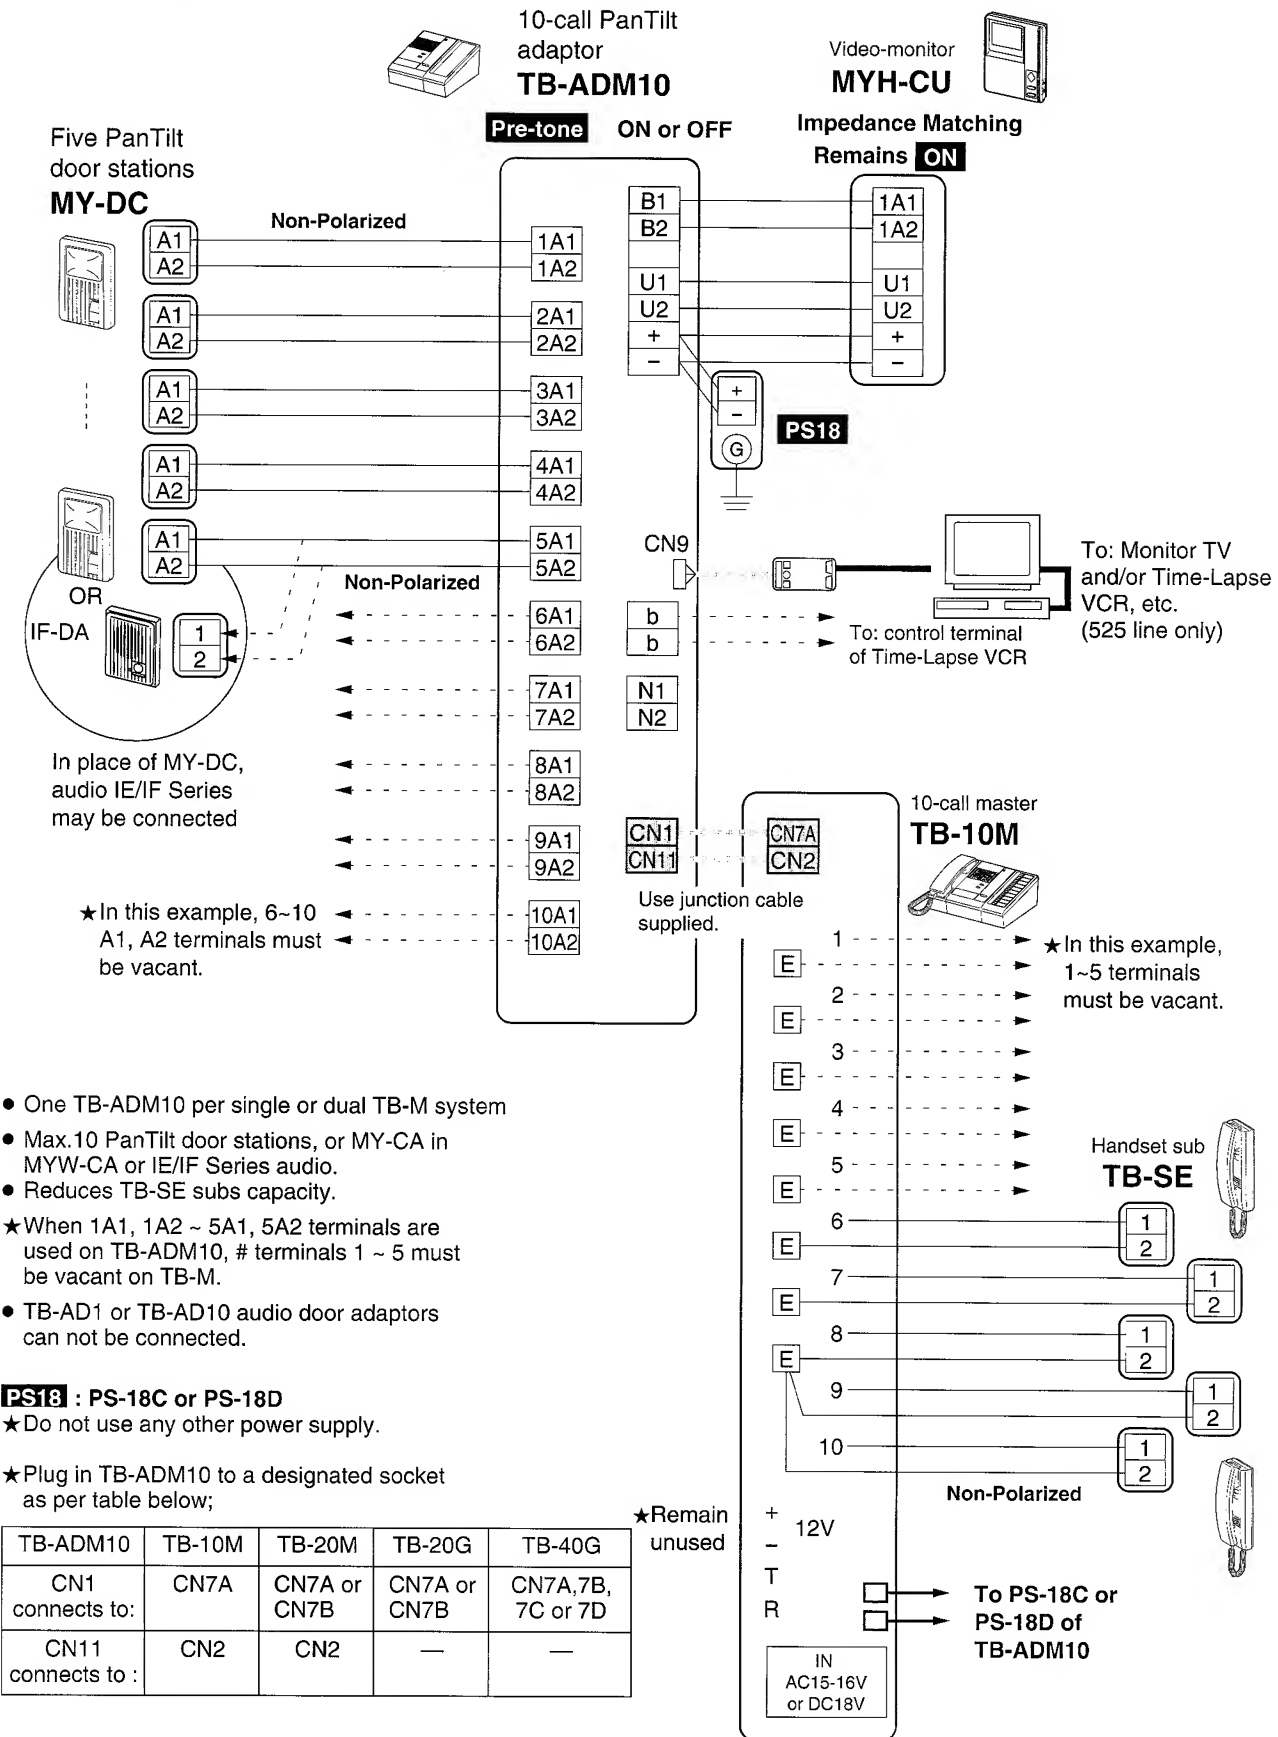 10-call PanTilt
adaptor
TB-ADM10
Video-monitor
MYH-CU
Pre-tone ON or OFF
Impedance Matching
Remains ON
Five PanTilt
door stations
MY-DC
Non-Polarized
A1
A2
A1
A2
A1
A2
A1
A2
A1
A2
OR
IF-DA
1
2
In place of MY-DC,
audio IE/IF Series
may be connected
Non-Polarized
★In this example, 6~10
A1, A2 terminals must
be vacant.
1A1
1A2
2A1
2A2
3A1
3A2
4A1
4A2
5A1
5A2
6A1
6A2
7A1
7A2
8A1
8A2
9A1
9A2
10A1
10A2
B1
B2
U1
U2
+
−
1A1
1A2
U1
U2
+
−
+
−
G
PS18
CN9
b
b
N1
N2
CN1
CN11
To: Monitor TV
and/or Time-Lapse
VCR, etc.
(525 line only)
To: control terminal
of Time-Lapse VCR
CN7A
CN2
Use junction cable
supplied.
10-call master
TB-10M
1
E
2
E
3
E
4
E
5
E
6
E
7
E
8
E
9
10
★In this example,
1~5 terminals
must be vacant.
Handset sub
TB-SE
1
2
1
2
1
2
1
2
1
2
Non-Polarized
★Remain
unused
+
−
12V
T
R
IN
AC15-16V
or DC18V
To PS-18C or
PS-18D of
TB-ADM10
● One TB-ADM10 per single or dual TB-M system
● Max.10 PanTilt door stations, or MY-CA in
MYW-CA or IE/IF Series audio.
● Reduces TB-SE subs capacity.
★When 1A1, 1A2 ~ 5A1, 5A2 terminals are
used on TB-ADM10, # terminals 1 ~ 5 must
be vacant on TB-M.
● TB-AD1 or TB-AD10 audio door adaptors
can not be connected.
PS18 : PS-18C or PS-18D
★Do not use any other power supply.
★Plug in TB-ADM10 to a designated socket
as per table below;
TB-ADM10 TB-10M TB-20M TB-20G TB-40G
CN1 CN7A CN7A or CN7A or CN7A,7B,
connects to: CN7B CN7B 7C or 7D
CN11 CN2 CN2 — —
connects to :